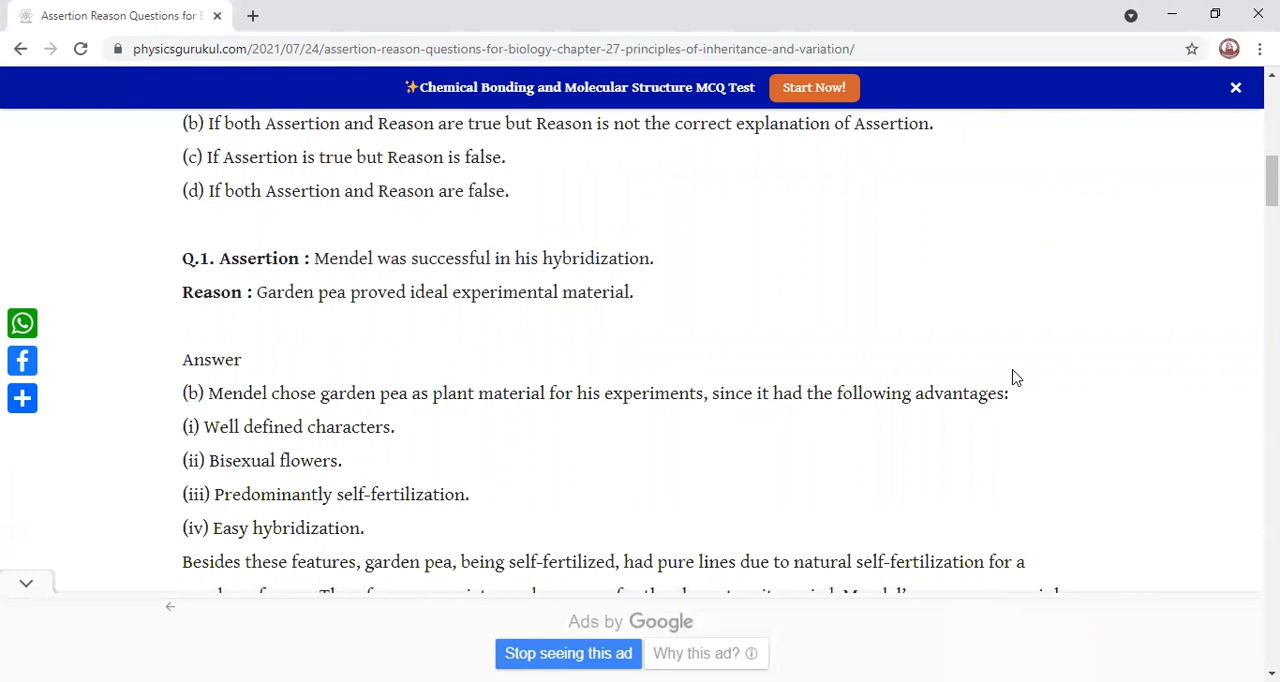 Assertion Reason Questions for B
physicsgurukul.com/2021/07/24/assertion-reason-questions-for-biology-chapter-27-principles-of-inheritance-and-variation/
✨Chemical Bonding and Molecular Structure MCQ Test Start Now!
(b) If both Assertion and Reason are true but Reason is not the correct explanation of Assertion.
(c) If Assertion is true but Reason is false.
(d) If both Assertion and Reason are false.
Q.1. Assertion : Mendel was successful in his hybridization.
Reason : Garden pea proved ideal experimental material.
Answer
(b) Mendel chose garden pea as plant material for his experiments, since it had the following advantages:
(i) Well defined characters.
(ii) Bisexual flowers.
(iii) Predominantly self-fertilization.
(iv) Easy hybridization.
Besides these features, garden pea, being self-fertilized, had pure lines due to natural self-fertilization for a
Ads by Google
Stop seeing this ad Why this ad?